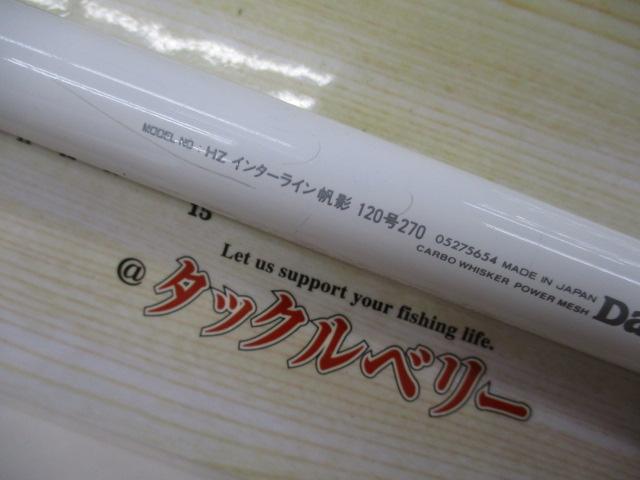 MODEL NO : HZ インターライン 帆影 120号270 05275654 MADE IN JAPAN
CARBO WHISKER POWER MESH
Da
15
Let us support your fishing life.
@ タックルベリー